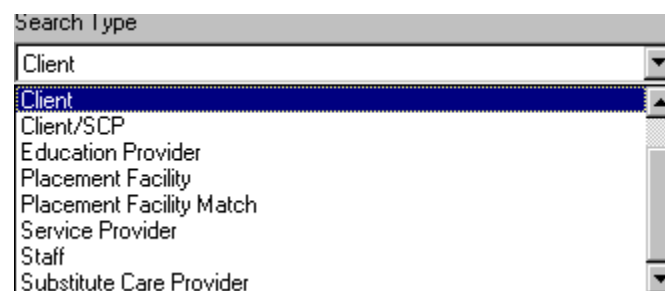 Search Type
Client
Client
Client/SCP
Education Provider
Placement Facility
Placement Facility Match
Service Provider
Staff
Substitute Care Provider